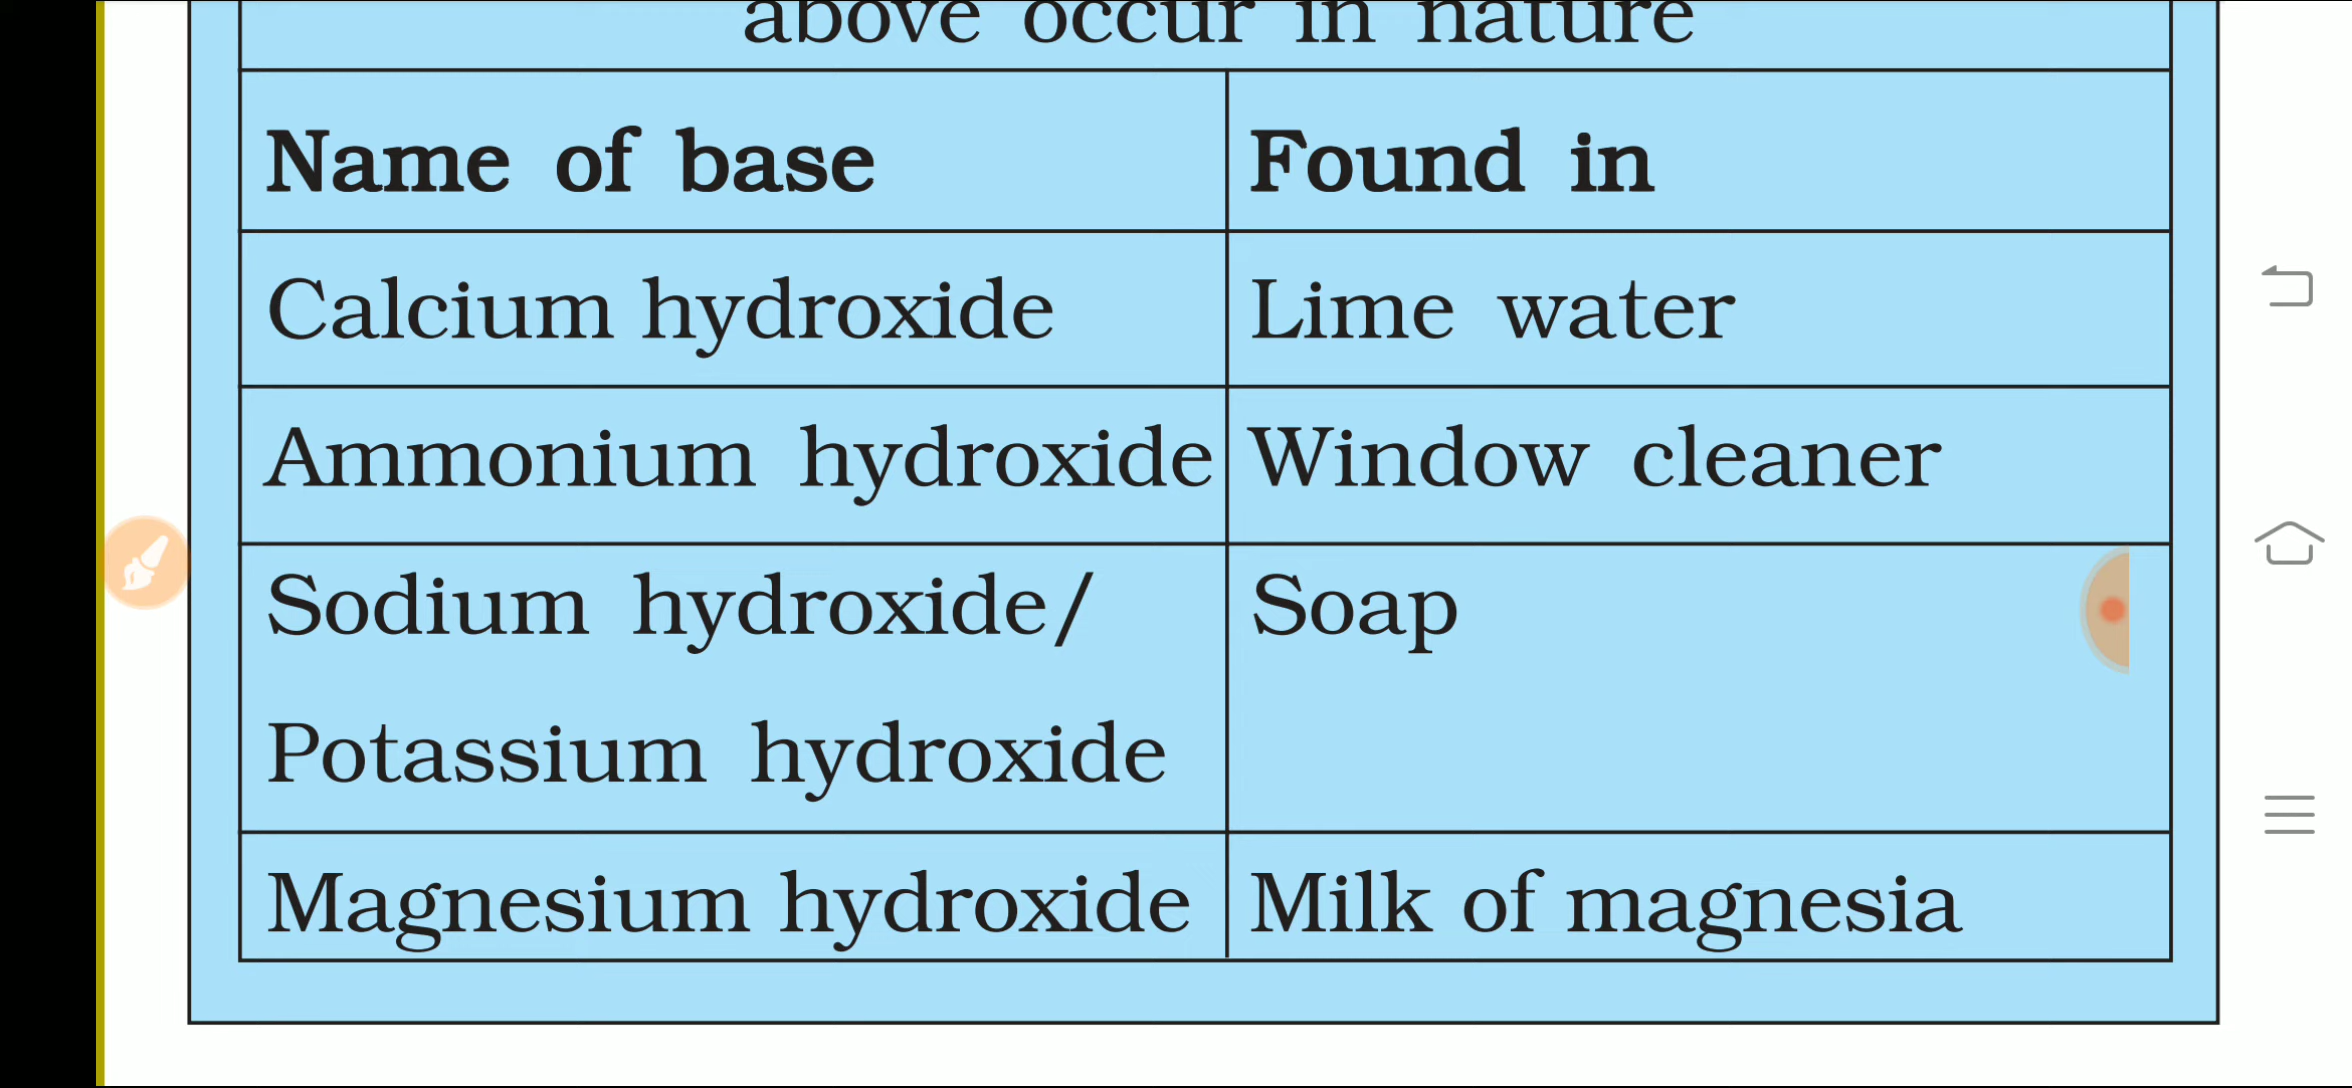 above occur in nature
Name of base Found in
Calcium hydroxide Lime water
Ammonium hydroxide Window cleaner
Sodium hydroxide/ Soap
Potassium hydroxide
Magnesium hydroxide Milk of magnesia